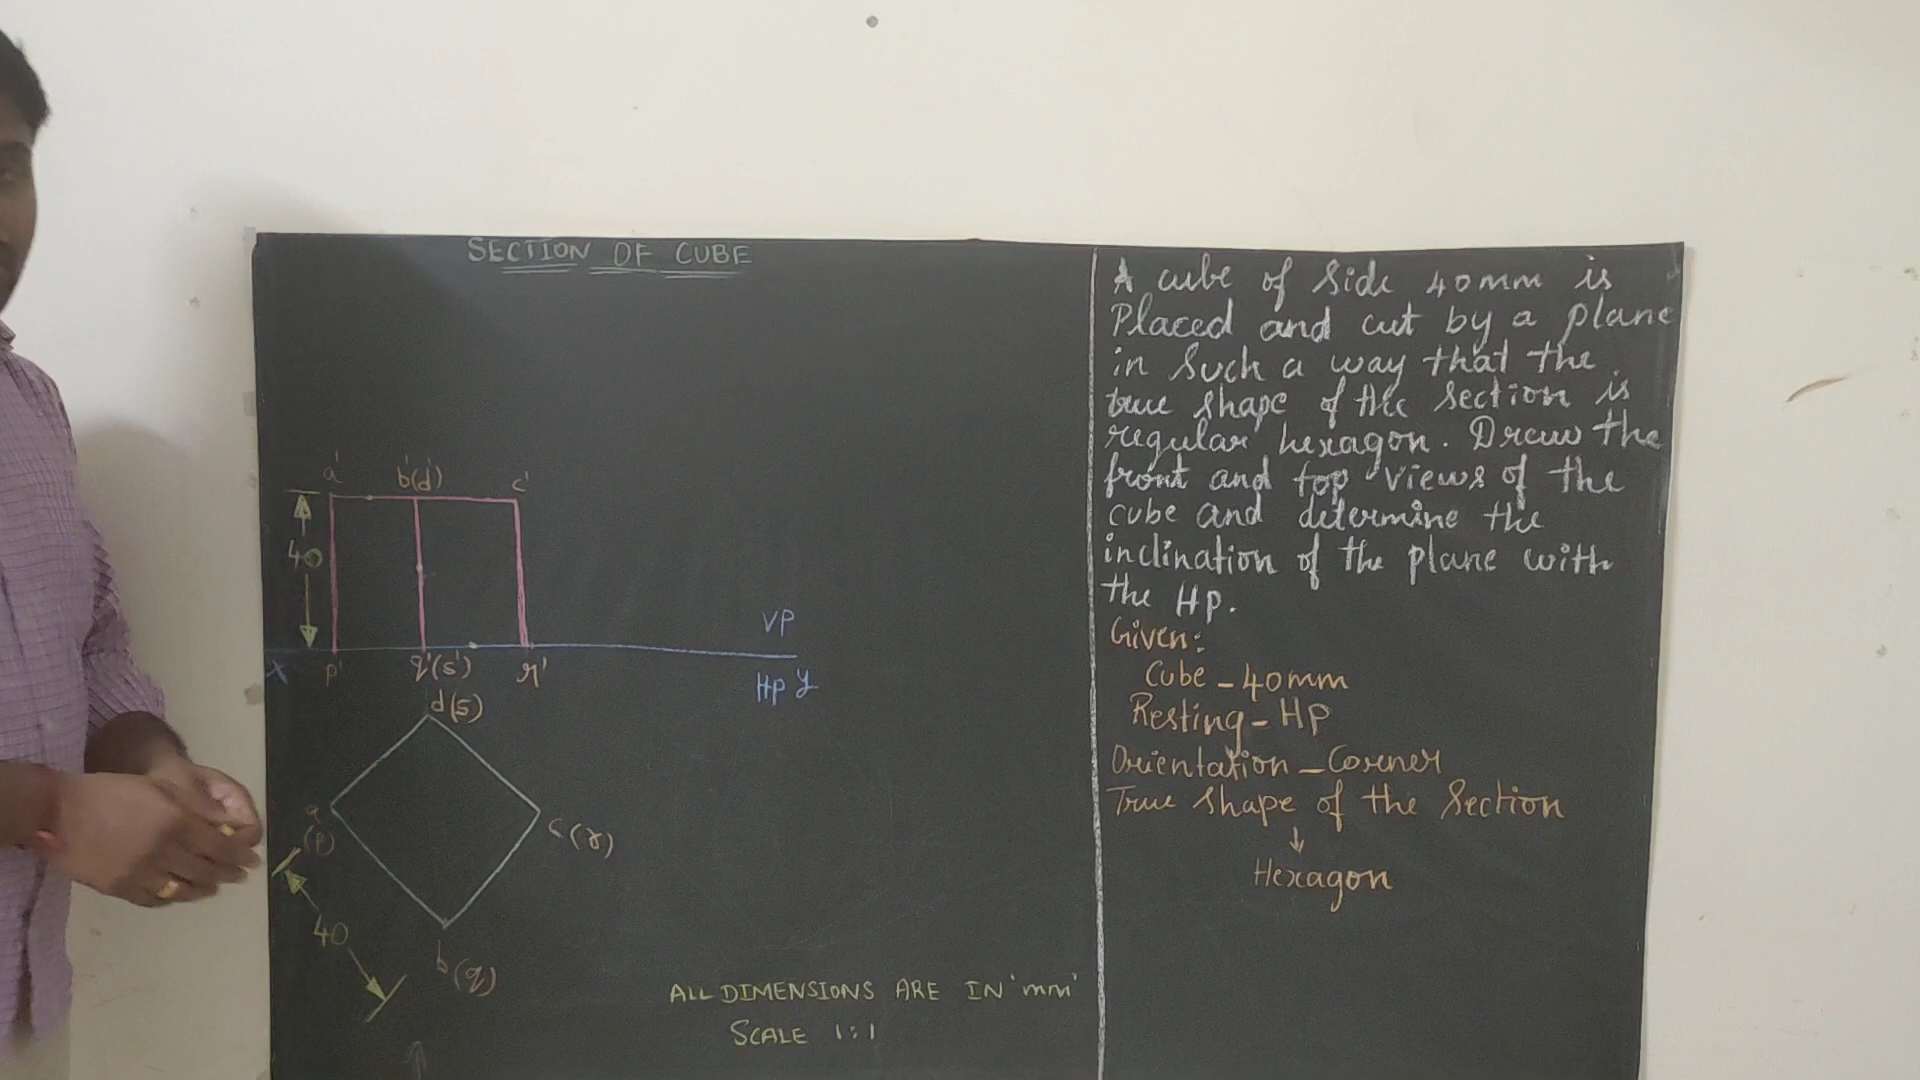 SECTION OF CUBE
a' b'(d') c'
40
p' q'(s') r'
X
VP
HP y
d(s)
a
(p)
c(r)
40
b(q)
ALL DIMENSIONS ARE IN 'mm'
SCALE 1:1
A cube of side 40mm is
Placed and cut by a plane
in such a way that the
true shape of the section is
regular hexagon. Draw the
front and top views of the
cube and determine the
inclination of the plane with
the HP.
Given:
Cube - 40mm
Resting - HP
Orientation - Corner
True shape of the Section
↓
Hexagon